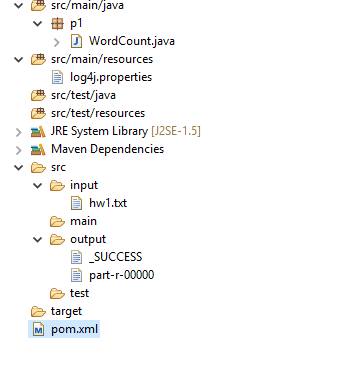 src/main/java
p1
WordCount.java
src/main/resources
log4j.properties
src/test/java
src/test/resources
JRE System Library [J2SE-1.5]
Maven Dependencies
src
input
hw1.txt
main
output
_SUCCESS
part-r-00000
test
target
pom.xml